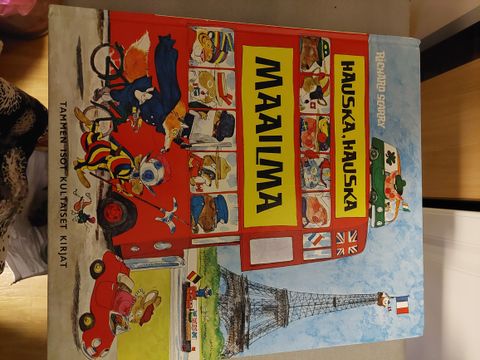 RICHARD SCARRY
HAUSKA, HAUSKA
MAAILMA
TAMMEN ISOT KULTAISET KIRJAT